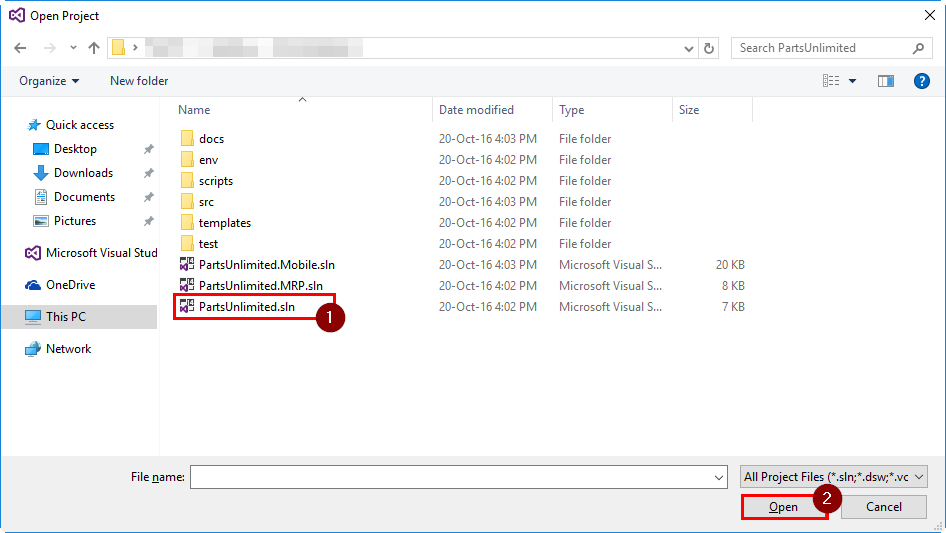 Open Project
Search PartsUnlimited
Organize New folder
Name Date modified Type Size
Quick access
Desktop
Downloads
Documents
Pictures
Microsoft Visual Stud
OneDrive
This PC
Network
docs 20-Oct-16 4:03 PM File folder
env 20-Oct-16 4:02 PM File folder
scripts 20-Oct-16 4:02 PM File folder
src 20-Oct-16 4:03 PM File folder
templates 20-Oct-16 4:02 PM File folder
test 20-Oct-16 4:02 PM File folder
PartsUnlimited.Mobile.sln 20-Oct-16 4:03 PM Microsoft Visual S... 20 KB
PartsUnlimited.MRP.sln 20-Oct-16 4:02 PM Microsoft Visual S... 8 KB
PartsUnlimited.sln 20-Oct-16 4:02 PM Microsoft Visual S... 7 KB
1
File name: All Project Files (*.sln;*.dsw;*.vc
2
Open Cancel